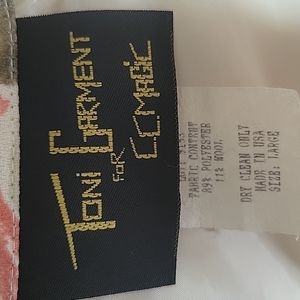 Toni Garment
for
C.C. Magic
FABRIC CONTENT
89% POLYESTER
11% WOOL
DRY CLEAN ONLY
MADE IN USA
SIZE: LARGE